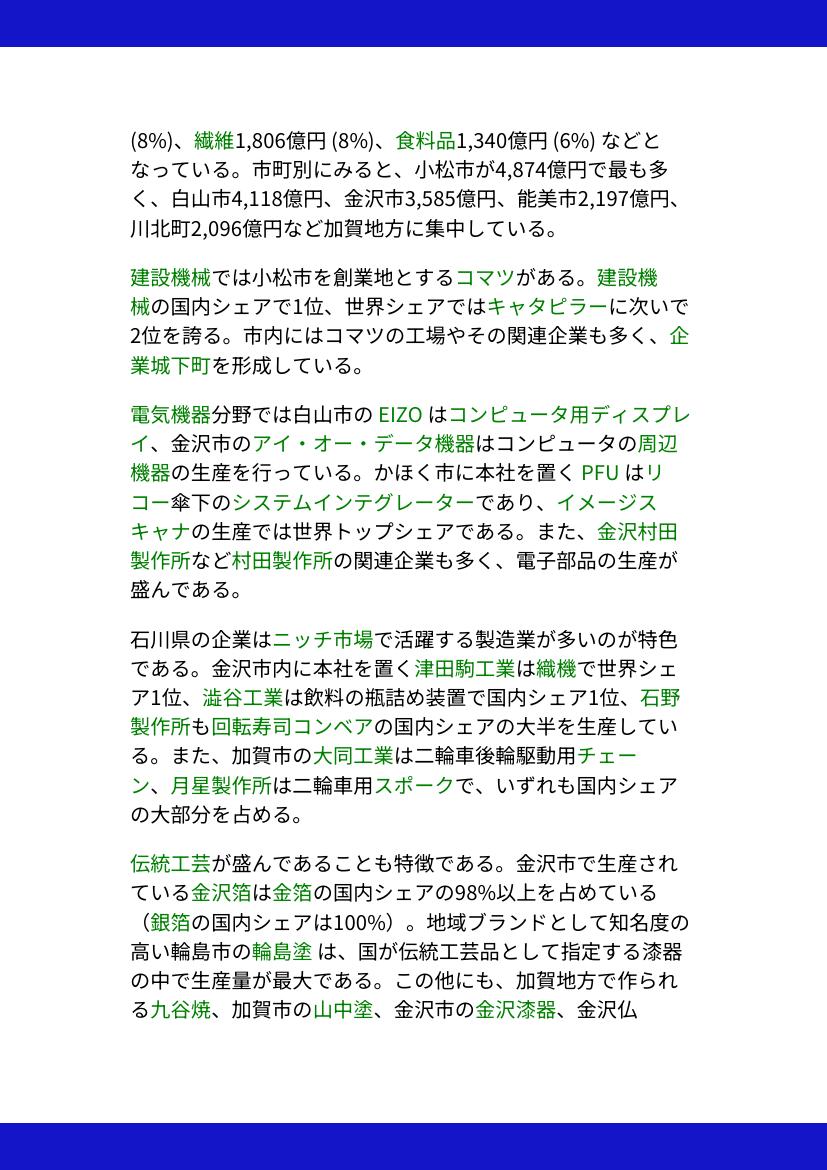 (8%)、繊維1,806億円 (8%)、食料品1,340億円 (6%) などと
なっている。市町別にみると、小松市が4,874億円で最も多
く、白山市4,118億円、金沢市3,585億円、能美市2,197億円、
川北町2,096億円など加賀地方に集中している。
建設機械では小松市を創業地とするコマツがある。建設機
械の国内シェアで1位、世界シェアではキャタピラーに次いで
2位を誇る。市内にはコマツの工場やその関連企業も多く、企
業城下町を形成している。
電気機器分野では白山市の EIZO はコンピュータ用ディスプレ
イ、金沢市のアイ・オー・データ機器はコンピュータの周辺
機器の生産を行っている。かほく市に本社を置く PFU はリ
コー傘下のシステムインテグレーターであり、イメージス
キャナの生産では世界トップシェアである。また、金沢村田
製作所など村田製作所の関連企業も多く、電子部品の生産が
盛んである。
石川県の企業はニッチ市場で活躍する製造業が多いのが特色
である。金沢市内に本社を置く津田駒工業は織機で世界シェ
ア1位、澁谷工業は飲料の瓶詰め装置で国内シェア1位、石野
製作所も回転寿司コンベアの国内シェアの大半を生産してい
る。また、加賀市の大同工業は二輪車後輪駆動用チェー
ン、月星製作所は二輪車用スポークで、いずれも国内シェア
の大部分を占める。
伝統工芸が盛んであることも特徴である。金沢市で生産され
ている金沢箔は金箔の国内シェアの98%以上を占めている
（銀箔の国内シェアは100%）。地域ブランドとして知名度の
高い輪島市の輪島塗 は、国が伝統工芸品として指定する漆器
の中で生産量が最大である。この他にも、加賀地方で作られ
る九谷焼、加賀市の山中塗、金沢市の金沢漆器、金沢仏